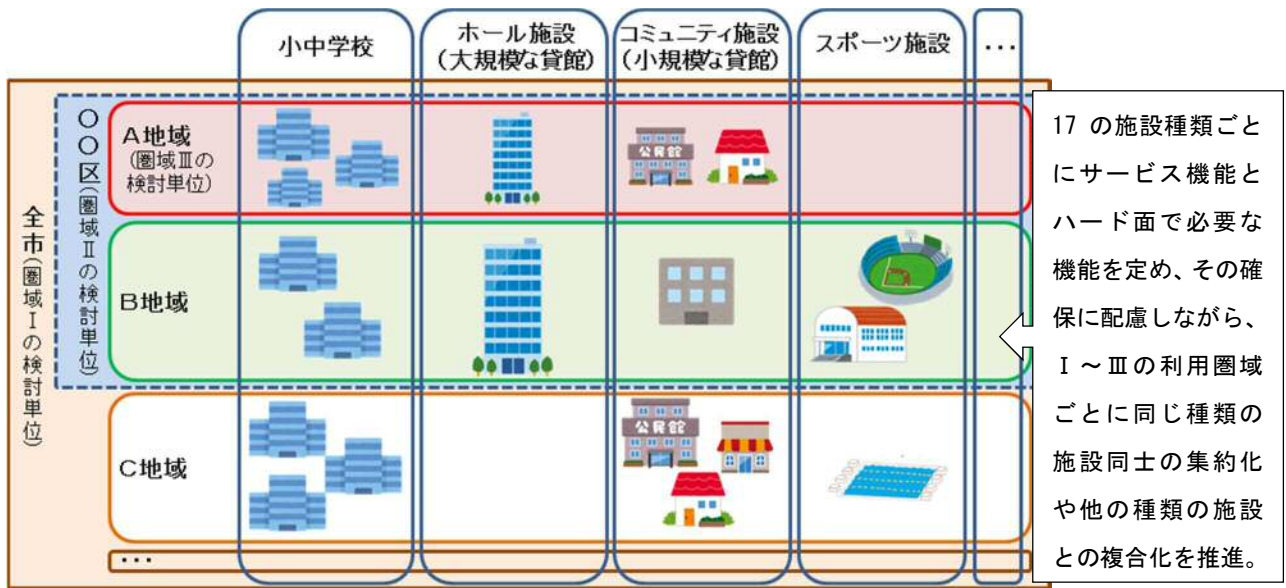 小中学校
ホール施設
(大規模な貸館)
コミュニティ施設
(小規模な貸館)
スポーツ施設
…
全市(圏域Ⅰの検討単位)
〇〇区(圏域Ⅱの検討単位)
A地域
(圏域Ⅲの
検討単位)
公民館
B地域
C地域
公民館
…
17 の施設種類ごと
にサービス機能と
ハード面で必要な
機能を定め、その確
保に配慮しながら、
Ⅰ～Ⅲの利用圏域
ごとに同じ種類の
施設同士の集約化
や他の種類の施設
との複合化を推進。